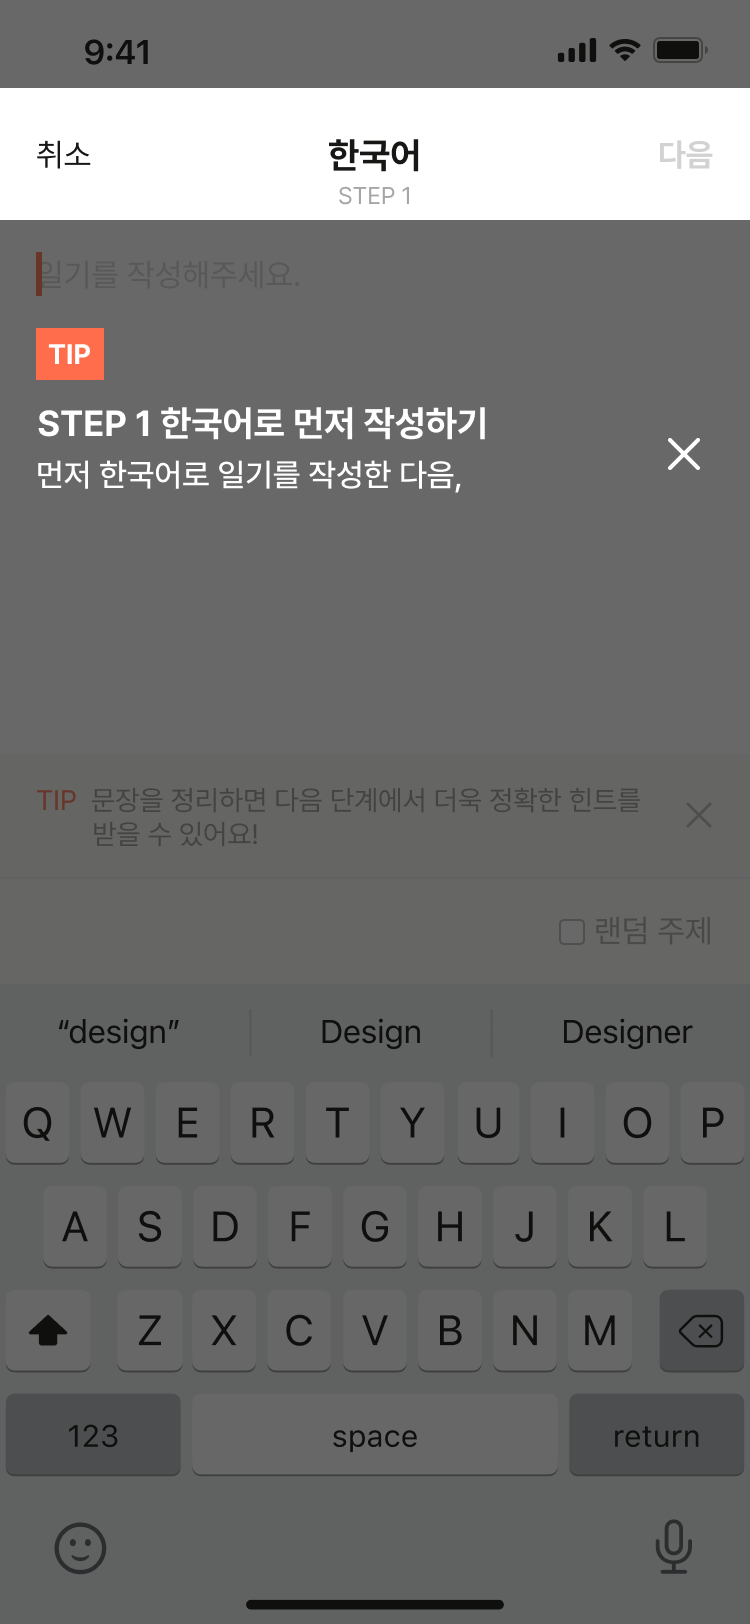 9:41
취소 한국어 다음
STEP 1
일기를 작성해주세요.
TIP
STEP 1 한국어로 먼저 작성하기
먼저 한국어로 일기를 작성한 다음,
TIP 문장을 정리하면 다음 단계에서 더욱 정확한 힌트를
받을 수 있어요!
랜덤 주제
“design” Design Designer
Q W E R T Y U I O P
A S D F G H J K L
Z X C V B N M
123 space return